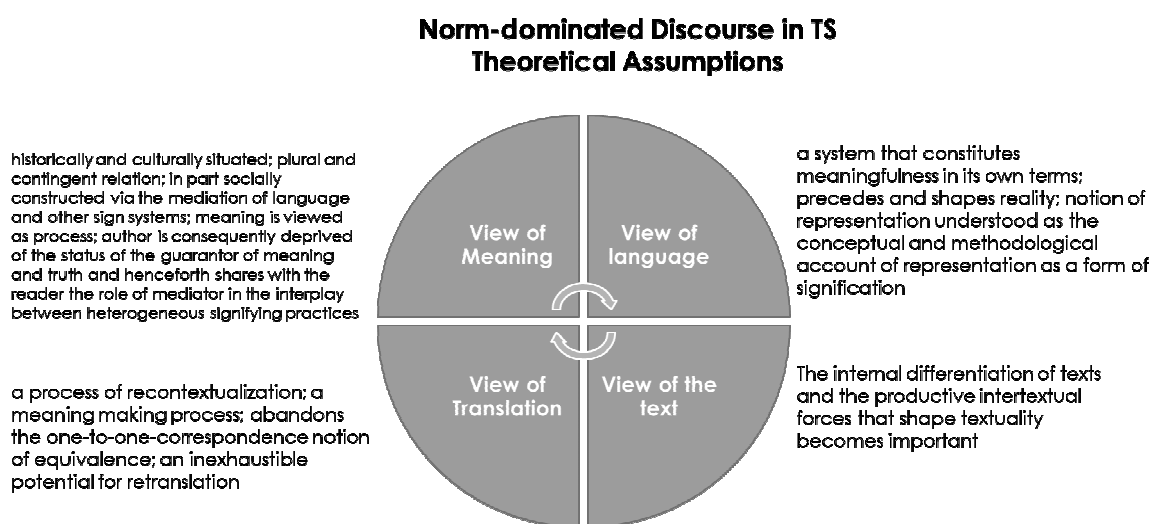 Norm-dominated Discourse in TS
Theoretical Assumptions
historically and culturally situated; plural and
contingent relation; in part socially
constructed via the mediation of language
and other sign systems; meaning is viewed
as process; author is consequently deprived
of the status of the guarantor of meaning
and truth and henceforth shares with the
reader the role of mediator in the interplay
between heterogeneous signifying practices
View of
Meaning
View of
language
a system that constitutes
meaningfulness in its own terms;
precedes and shapes reality; notion of
representation understood as the
conceptual and methodological
account of representation as a form of
signification
a process of recontextualization; a
meaning making process; abandons
the one-to-one-correspondence notion
of equivalence; an inexhaustible
potential for retranslation
View of
Translation
View of the
text
The internal differentiation of texts
and the productive intertextual
forces that shape textuality
becomes important